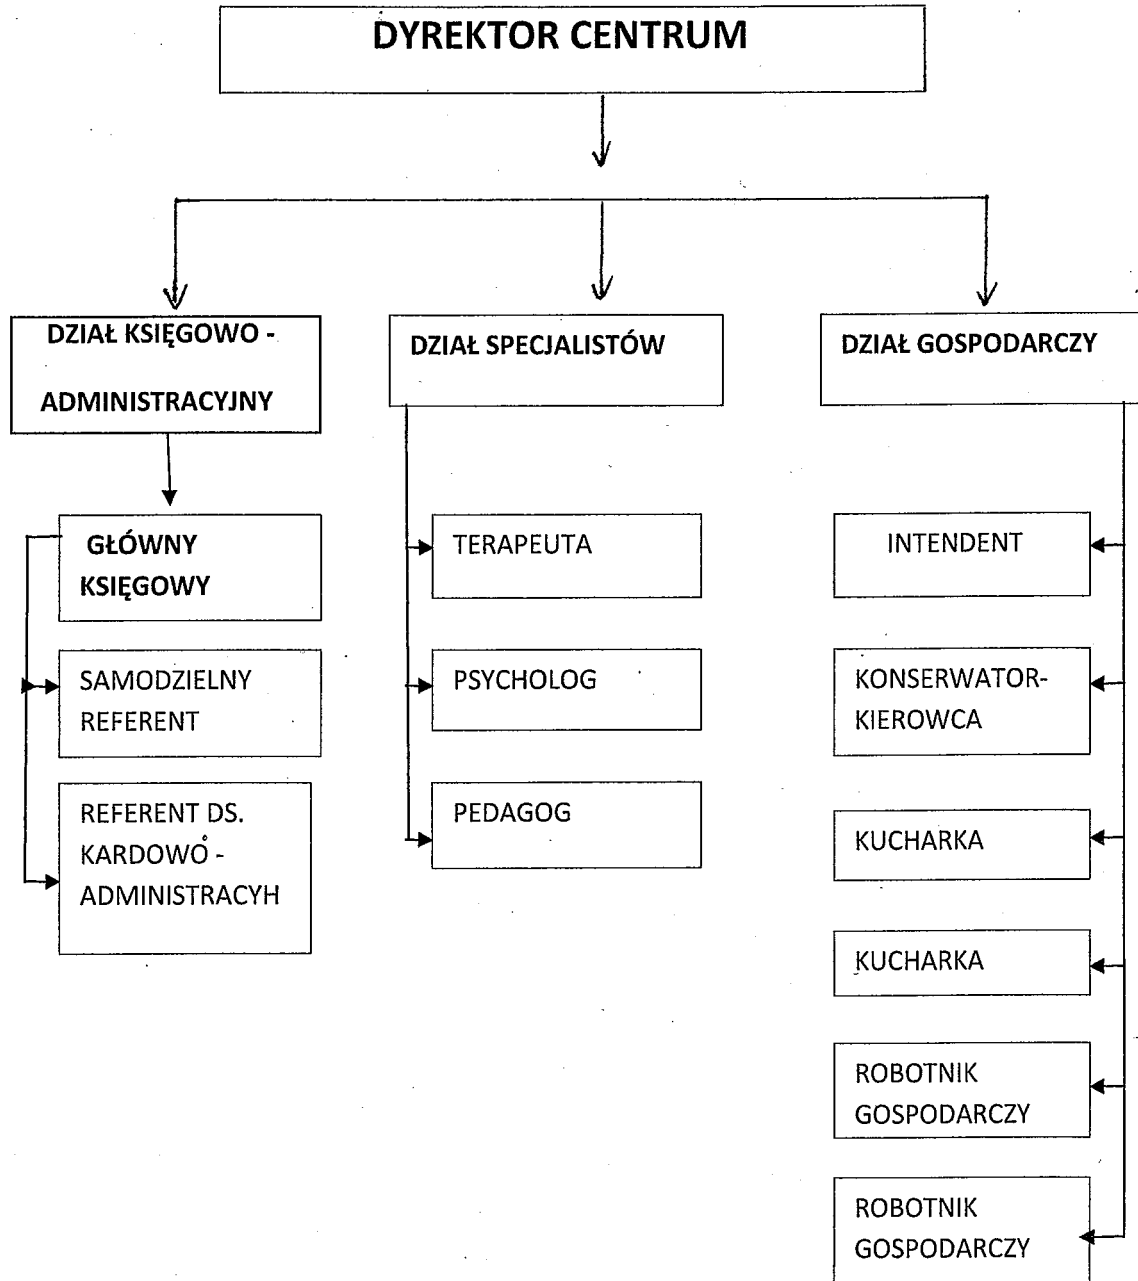 DYREKTOR CENTRUM
DZIAŁ KSIĘGOWO -
ADMINISTRACYJNY
GŁÓWNY
KSIĘGOWY
SAMODZIELNY
REFERENT
REFERENT DS.
KARDOWO -
ADMINISTRACYH
DZIAŁ SPECJALISTÓW
TERAPEUTA
PSYCHOLOG
PEDAGOG
DZIAŁ GOSPODARCZY
INTENDENT
KONSERWATOR-
KIEROWCA
KUCHARKA
KUCHARKA
ROBOTNIK
GOSPODARCZY
ROBOTNIK
GOSPODARCZY